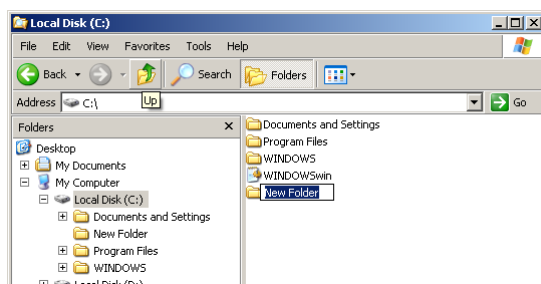 Local Disk (C:)
File Edit View Favorites Tools Help
Back Search Folders
Address C:\ Go
Up
Folders x
Desktop
My Documents
My Computer
Local Disk (C:)
Documents and Settings
New Folder
Program Files
WINDOWS
Local Disk (D:)
Documents and Settings
Program Files
WINDOWS
WINDOWSwin
New Folder